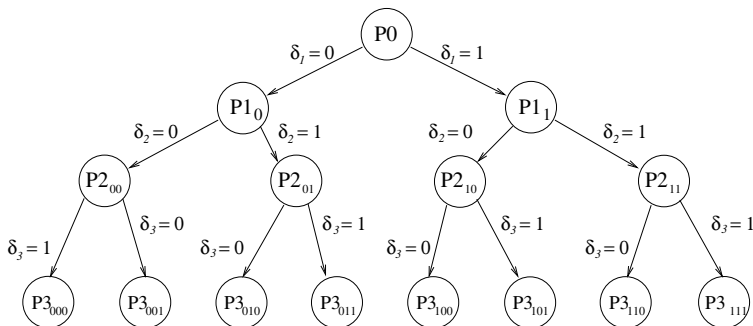 P0
δ₁ = 0 δ₁ = 1
P1₀ P1₁
δ₂ = 0 δ₂ = 1 δ₂ = 0 δ₂ = 1
P2₀₀ P2₀₁ P2₁₀ P2₁₁
δ₃ = 1 δ₃ = 0 δ₃ = 0 δ₃ = 1 δ₃ = 0 δ₃ = 1 δ₃ = 0 δ₃ = 1
P3₀₀₀ P3₀₀₁ P3₀₁₀ P3₀₁₁ P3₁₀₀ P3₁₀₁ P3₁₁₀ P3₁₁₁